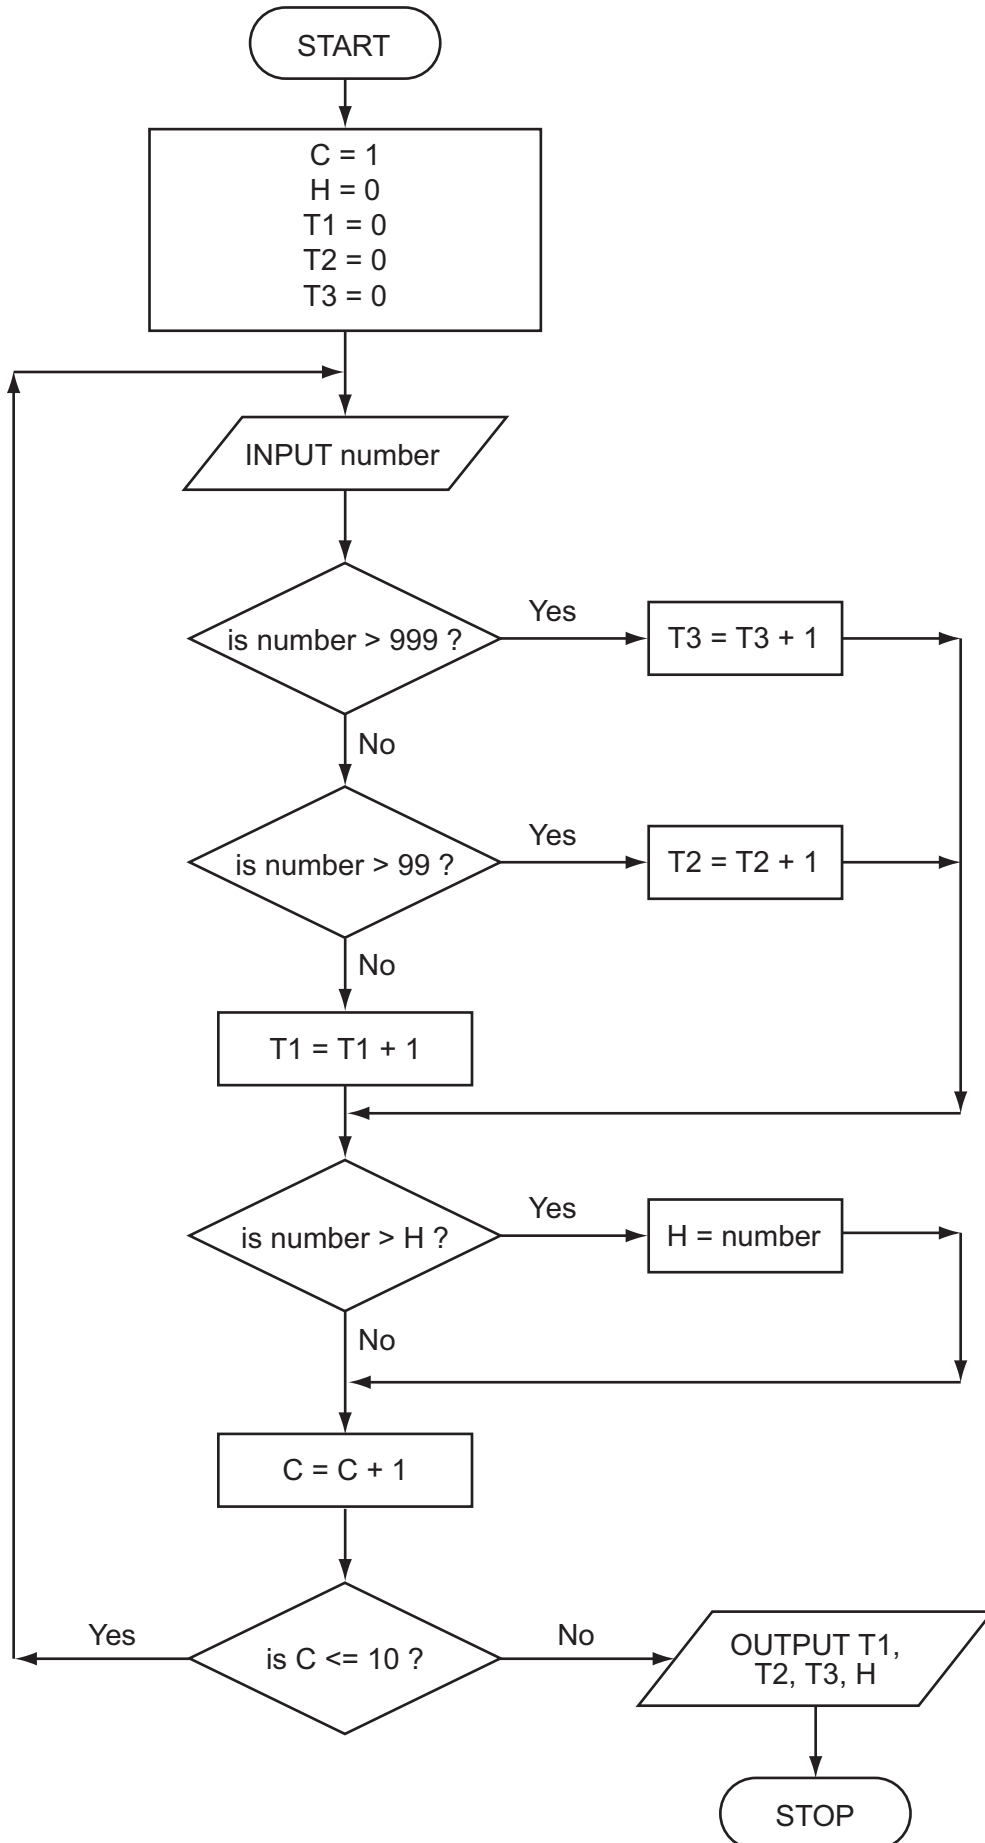 START
C = 1
H = 0
T1 = 0
T2 = 0
T3 = 0
INPUT number
is number > 999 ?
Yes
T3 = T3 + 1
No
is number > 99 ?
Yes
T2 = T2 + 1
No
T1 = T1 + 1
is number > H ?
Yes
H = number
No
C = C + 1
Yes
is C <= 10 ?
No
OUTPUT T1,
T2, T3, H
STOP